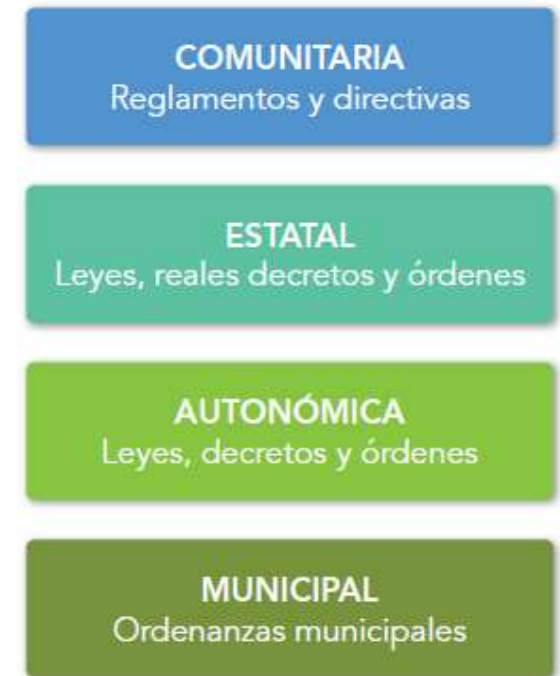 COMUNITARIA
Reglamentos y directivas
ESTATAL
Leyes, reales decretos y órdenes
AUTONÓMICA
Leyes, decretos y órdenes
MUNICIPAL
Ordenanzas municipales